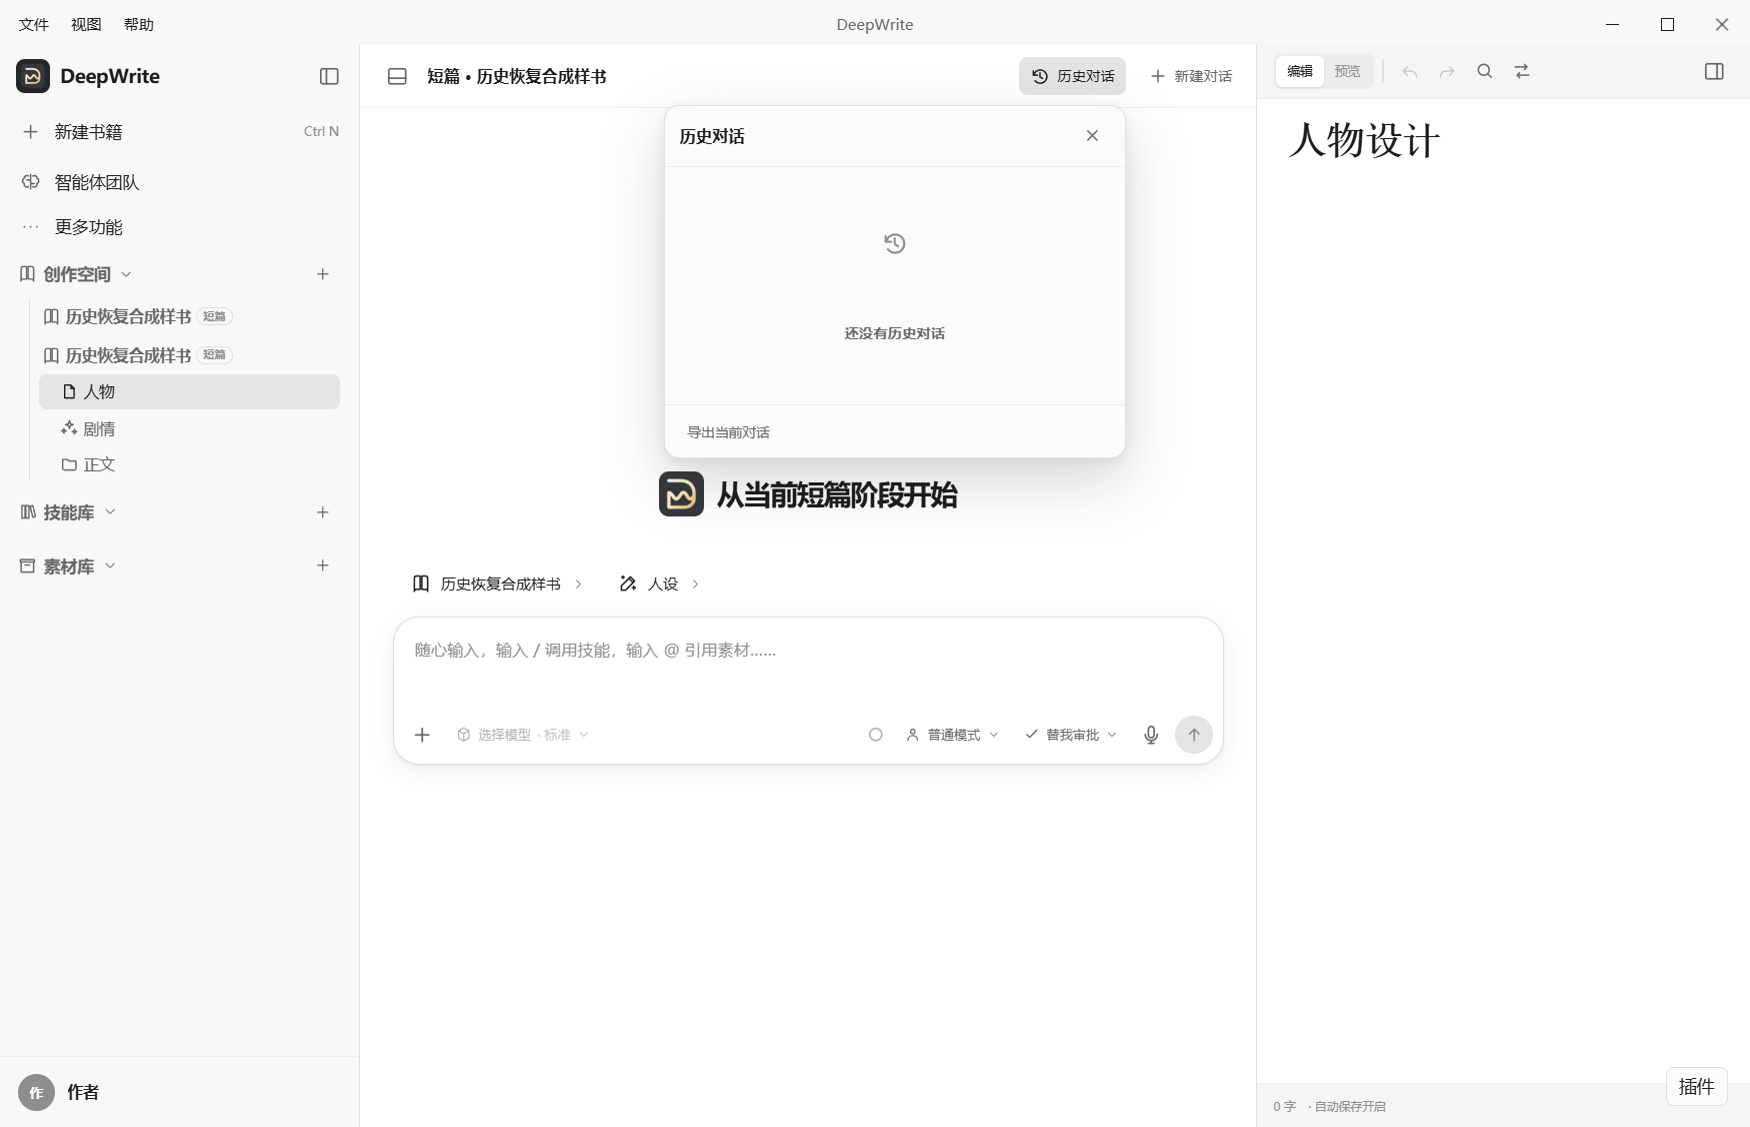 文件 视图 帮助
DeepWrite
DeepWrite
新建书籍 Ctrl N
智能体团队
更多功能
创作空间
历史恢复合成样书 短篇
历史恢复合成样书 短篇
人物
剧情
正文
技能库
素材库
作 作者
短篇 • 历史恢复合成样书
历史对话
新建对话
历史对话
还没有历史对话
导出当前对话
从当前短篇阶段开始
历史恢复合成样书
人设
随心输入，输入 / 调用技能，输入 @ 引用素材......
选择模型 · 标准
普通模式
替我审批
编辑 预览
人物设计
插件
0 字 · 自动保存开启